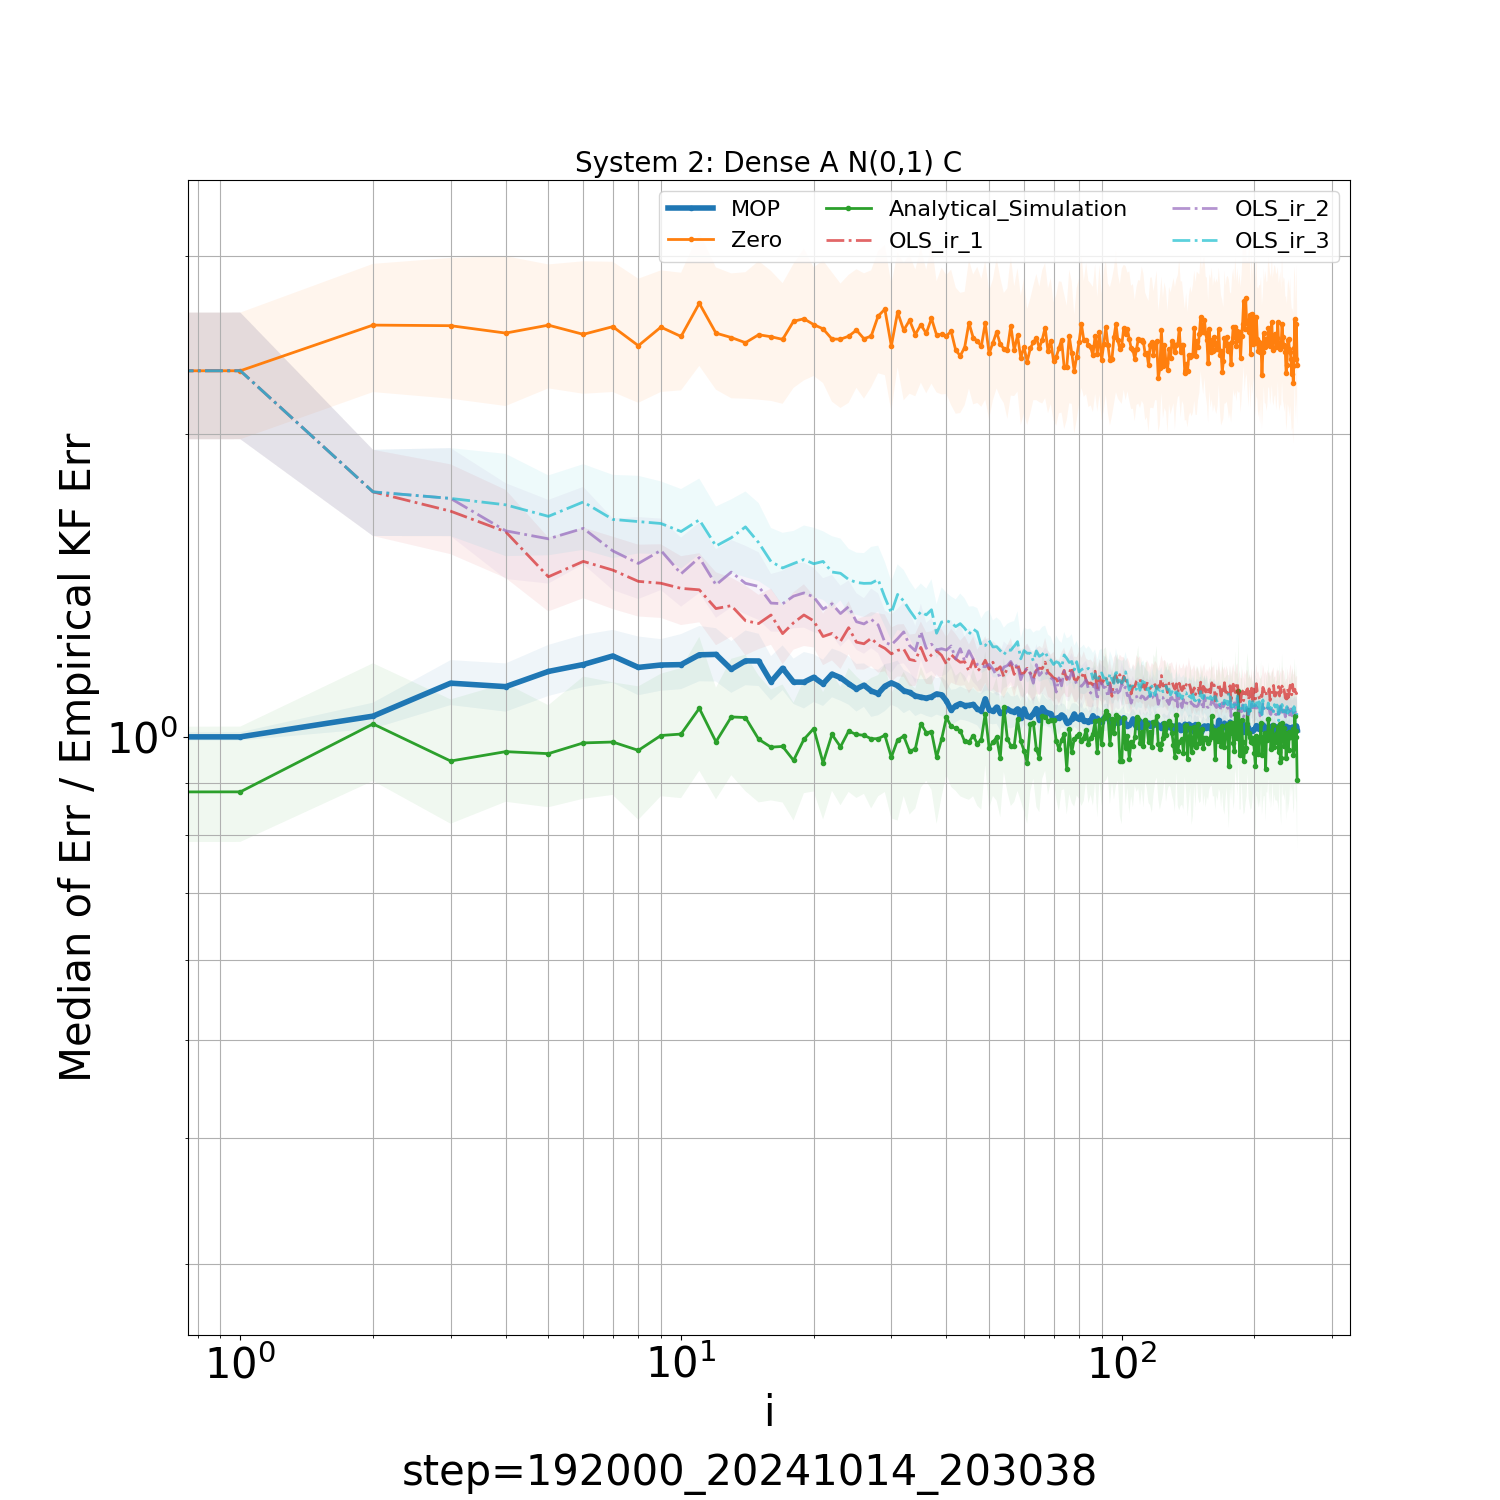 System 2: Dense A N(0,1) C
MOP
Zero
Analytical_Simulation
OLS_ir_1
OLS_ir_2
OLS_ir_3
Median of Err / Empirical KF Err
10⁰
10⁰
10¹
10²
i
step=192000_20241014_203038